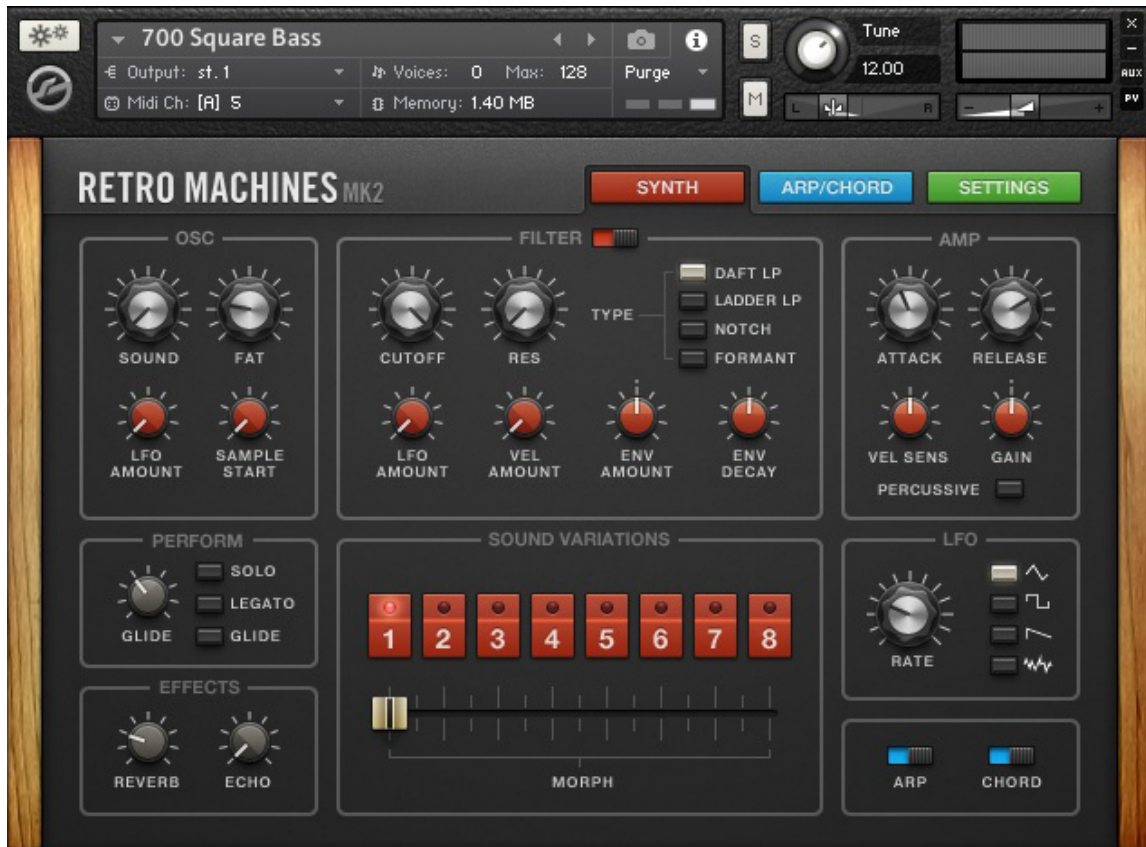 700 Square Bass
Output: st. 1
Voices: 0 Max: 128
Purge
Midi Ch: [A] 5
Memory: 1.40 MB
S
M
Tune
12.00
L
R
-
+
×
-
AUX
PV
RETRO MACHINES MK2
SYNTH
ARP/CHORD
SETTINGS
OSC
SOUND
FAT
LFO
AMOUNT
SAMPLE
START
FILTER
CUTOFF
RES
TYPE
DAFT LP
LADDER LP
NOTCH
FORMANT
LFO
AMOUNT
VEL
AMOUNT
ENV
AMOUNT
ENV
DECAY
AMP
ATTACK
RELEASE
VEL SENS
GAIN
PERCUSSIVE
PERFORM
GLIDE
SOLO
LEGATO
GLIDE
SOUND VARIATIONS
1 2 3 4 5 6 7 8
MORPH
LFO
RATE
EFFECTS
REVERB
ECHO
ARP
CHORD